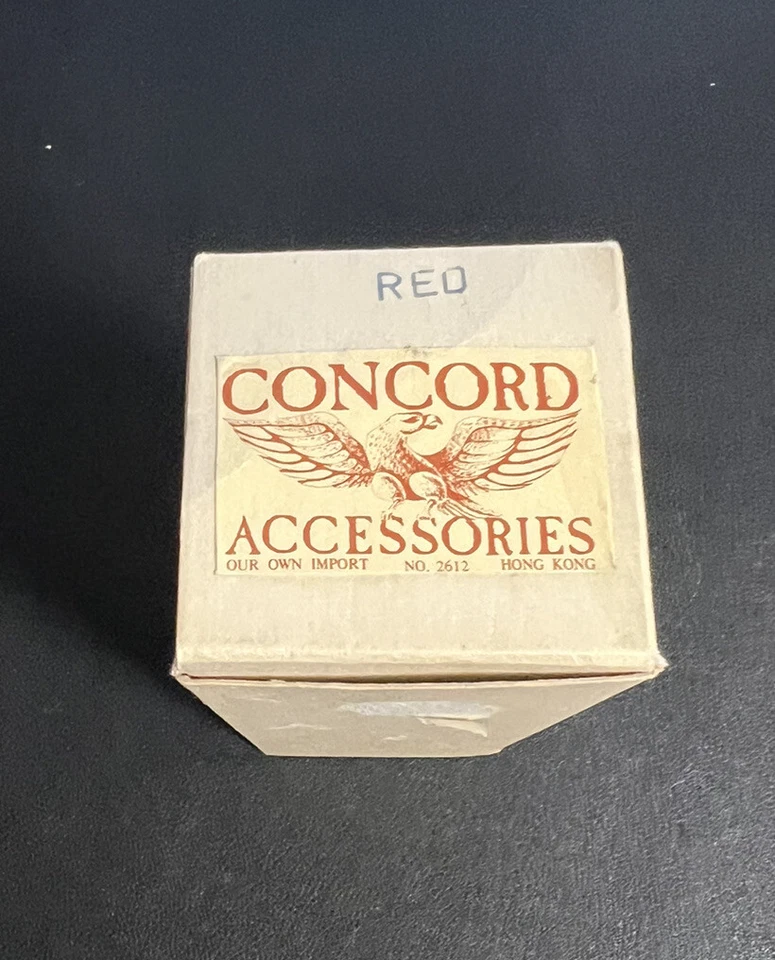 RED
CONCORD
ACCESSORIES
OUR OWN IMPORT NO. 2612 HONG KONG